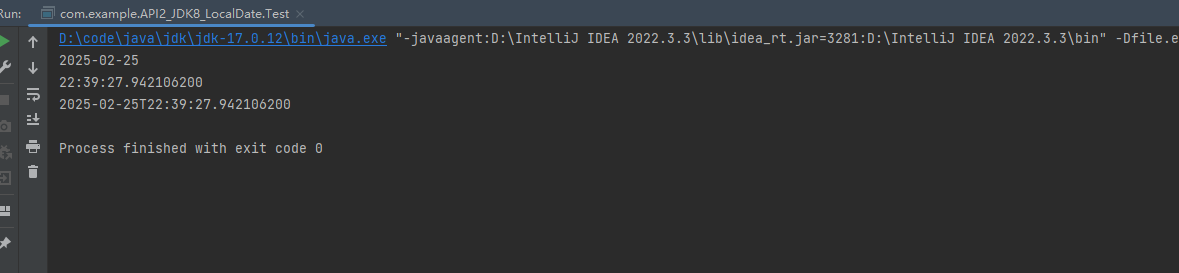 Run: com.example.API2_JDK8_LocalDate.Test
D:\code\java\jdk\jdk-17.0.12\bin\java.exe "-javaagent:D:\IntelliJ IDEA 2022.3.3\lib\idea_rt.jar=3281:D:\IntelliJ IDEA 2022.3.3\bin" -Dfile.e
2025-02-25
22:39:27.942106200
2025-02-25T22:39:27.942106200
Process finished with exit code 0